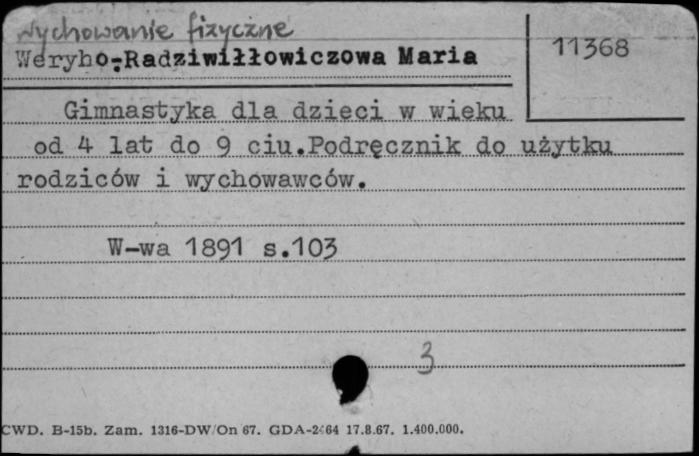 Wychowanie fizyczne
Weryho-Radziwiłłowiczowa Maria
11368
Gimnastyka dla dzieci w wieku
od 4 lat do 9 ciu.Podręcznik do użytku
rodziców i wychowawców.
W-wa 1891 s.103
3
CWD. B-15b. Zam. 1316-DW/On 67. GDA-2464 17.8.67. 1.400.000.